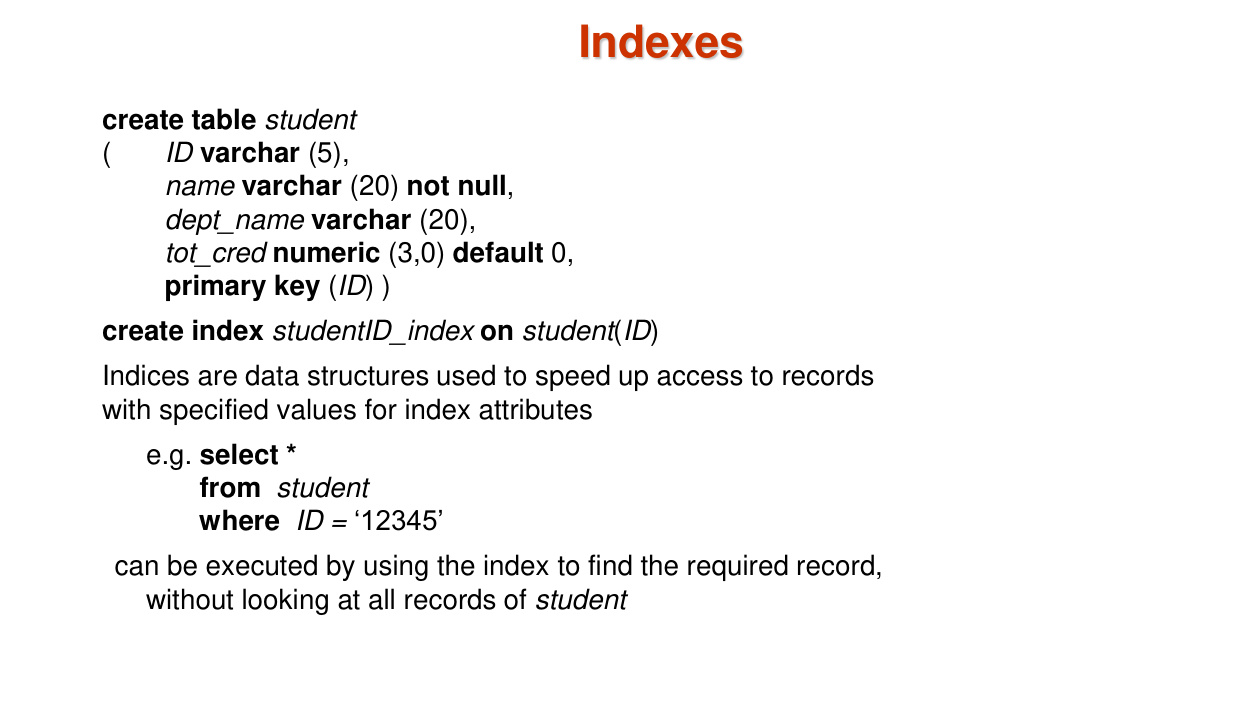 Indexes
create table student
( ID varchar (5),
name varchar (20) not null,
dept_name varchar (20),
tot_cred numeric (3,0) default 0,
primary key (ID) )
create index studentID_index on student(ID)
Indices are data structures used to speed up access to records
with specified values for index attributes
e.g. select *
from student
where ID = ‘12345’
can be executed by using the index to find the required record,
without looking at all records of student